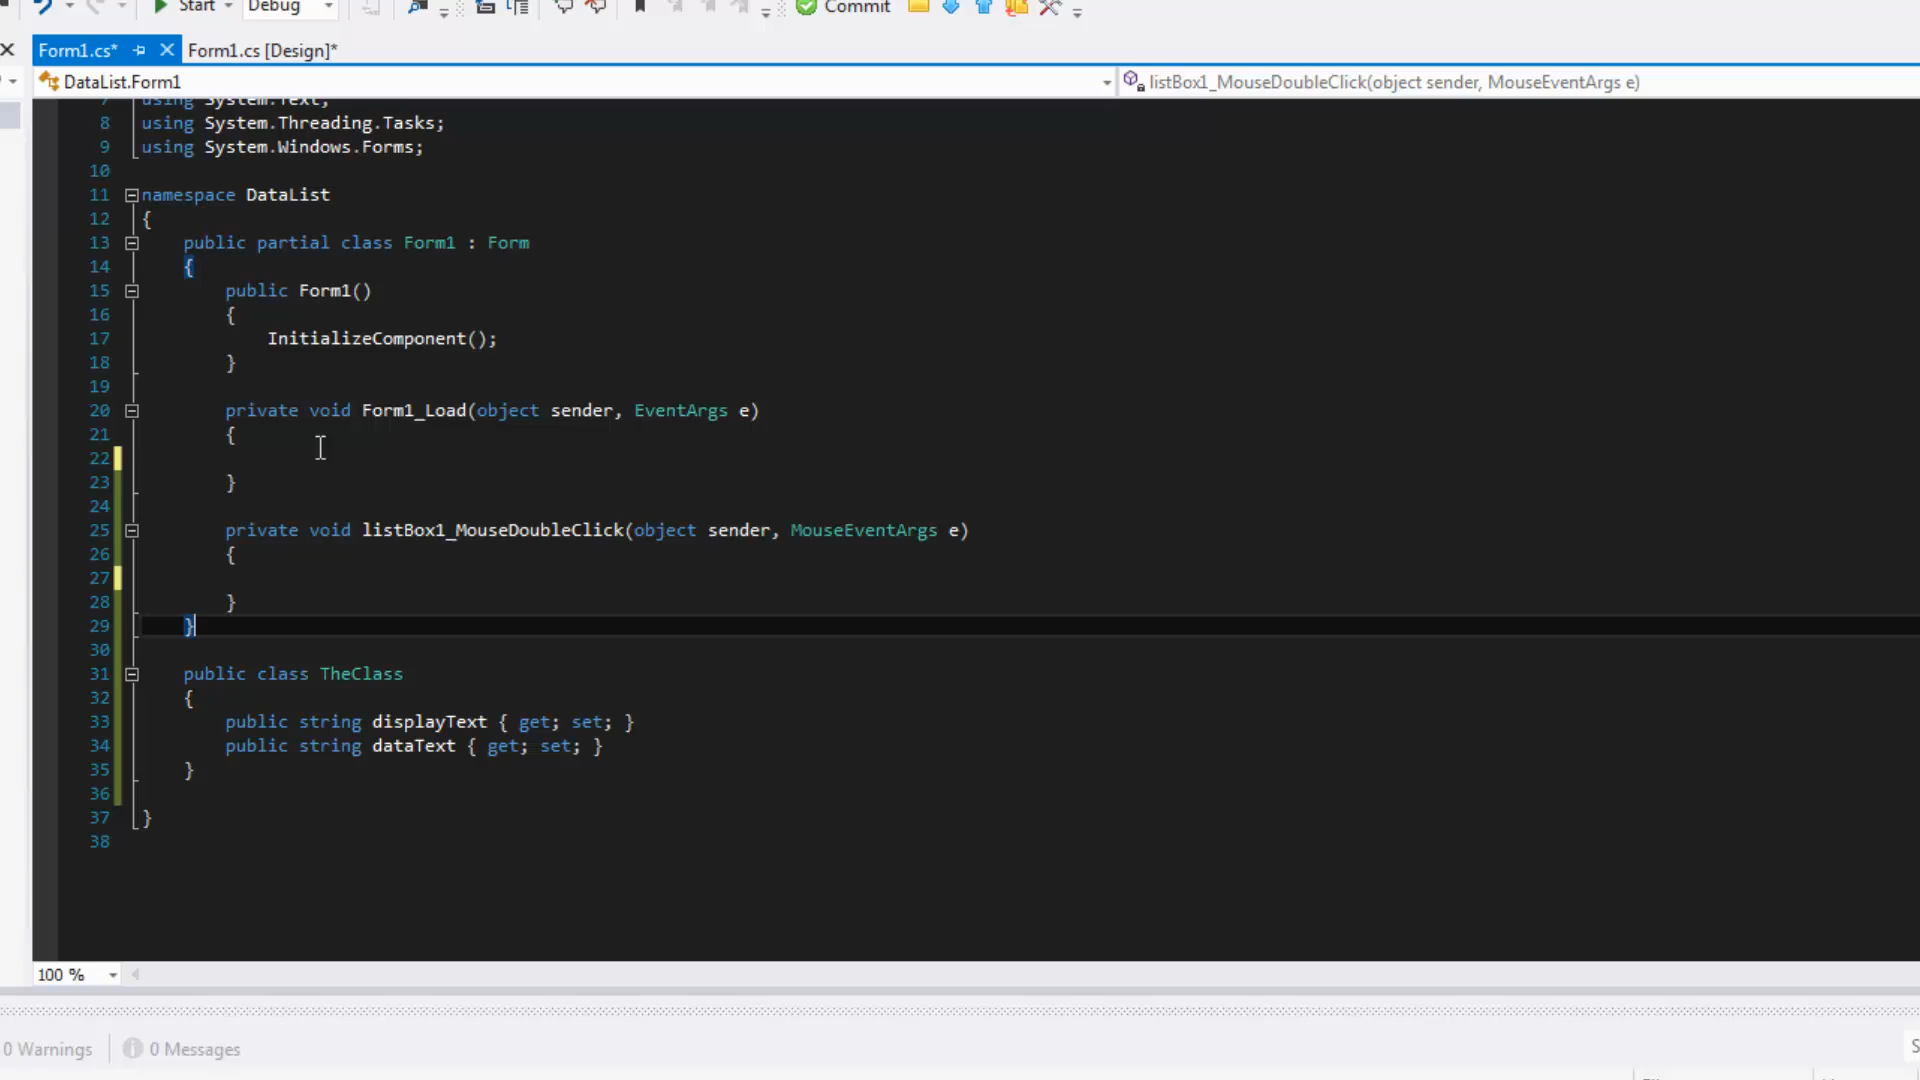 Start Debug Commit
Form1.cs* Form1.cs [Design]*
DataList.Form1 listBox1_MouseDoubleClick(object sender, MouseEventArgs e)
7 using System.Text;
8 using System.Threading.Tasks;
9 using System.Windows.Forms;
10
11 namespace DataList
12 {
13 public partial class Form1 : Form
14 {
15 public Form1()
16 {
17 InitializeComponent();
18 }
19
20 private void Form1_Load(object sender, EventArgs e)
21 {
22
23 }
24
25 private void listBox1_MouseDoubleClick(object sender, MouseEventArgs e)
26 {
27
28 }
29 }
30
31 public class TheClass
32 {
33 public string displayText { get; set; }
34 public string dataText { get; set; }
35 }
36
37 }
38
100 %
0 Warnings 0 Messages